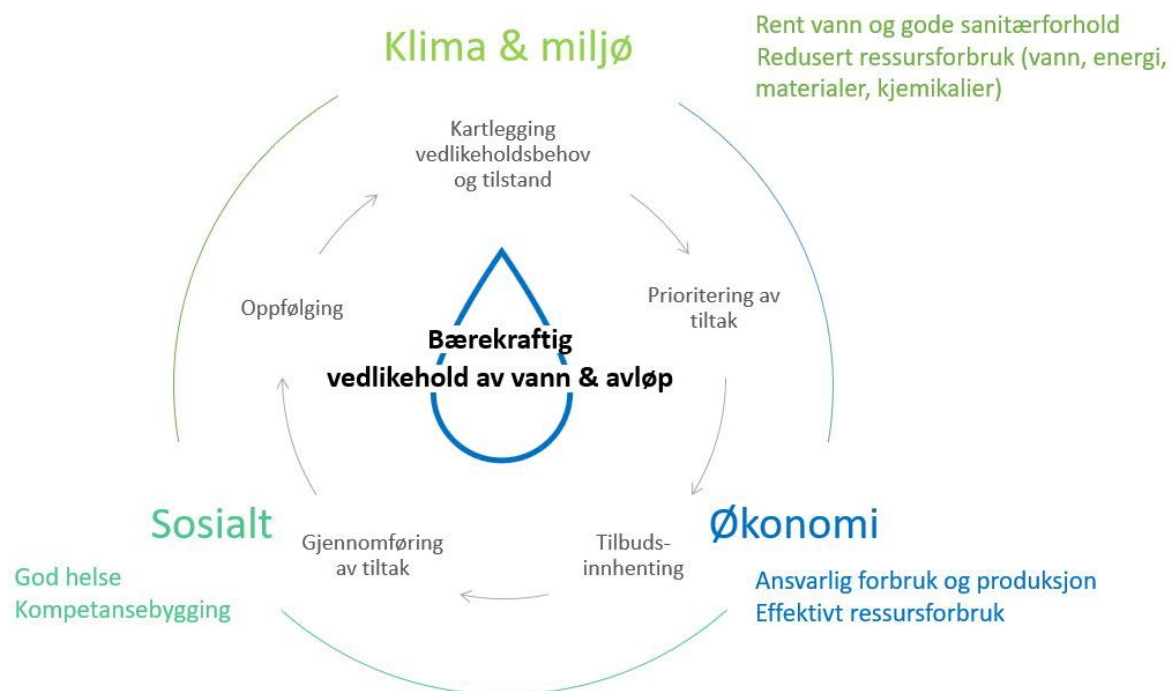 Klima & miljø
Rent vann og gode sanitærforhold
Redusert ressursforbruk (vann, energi,
materialer, kjemikalier)
Kartlegging
vedlikeholdsbehov
og tilstand
Oppfølging
Prioritering av
tiltak
Bærekraftig
vedlikehold av vann & avløp
Sosialt
God helse
Kompetansebygging
Gjennomføring
av tiltak
Tilbuds-
innhenting
Økonomi
Ansvarlig forbruk og produksjon
Effektivt ressursforbruk